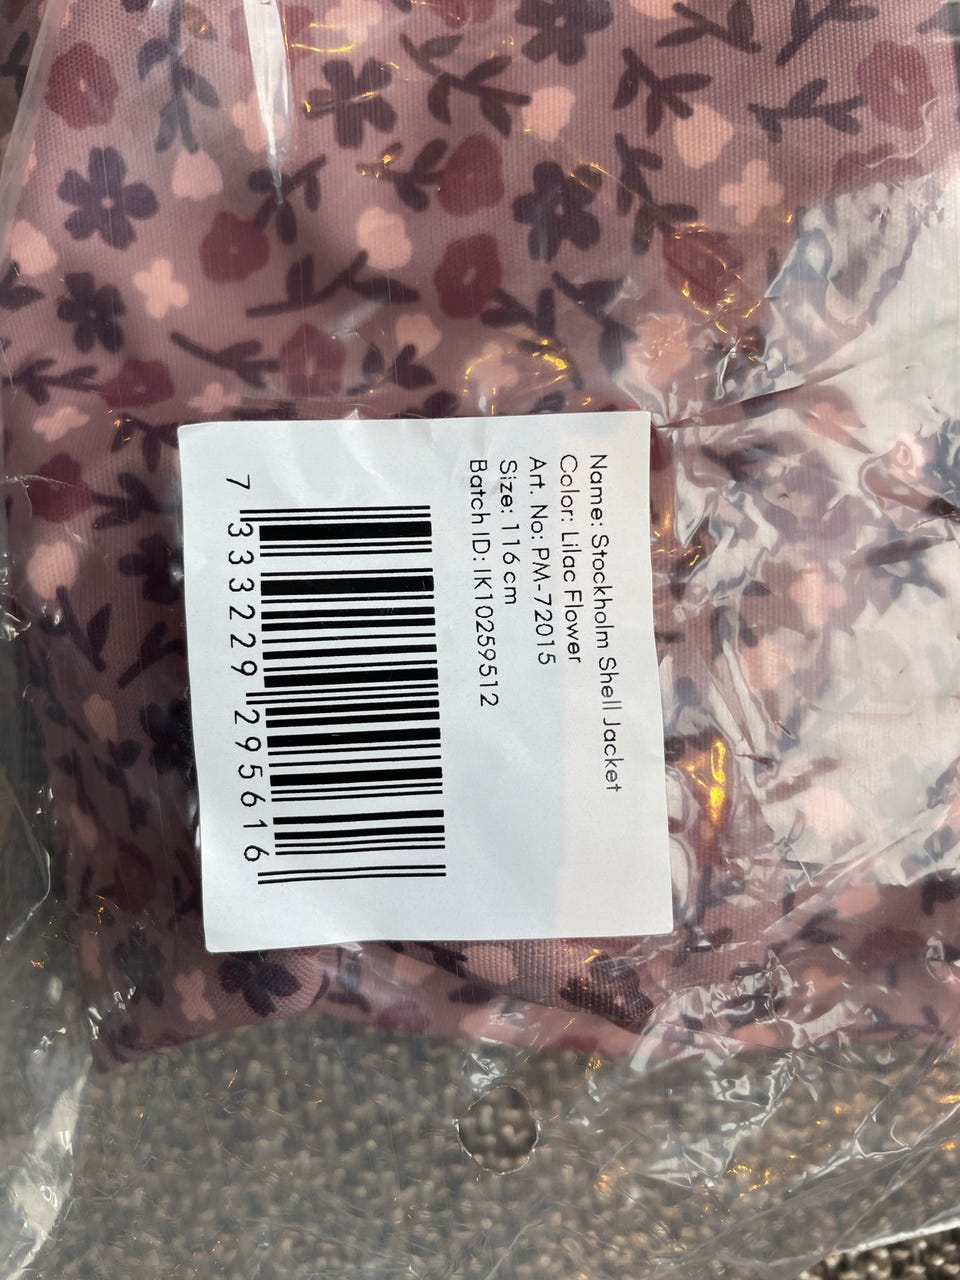 Name: Stockholm Shell Jacket
Color: Lilac Flower
Art. No: PM-72015
Size: 116 cm
Batch ID: IK10259512
7 333229 295616